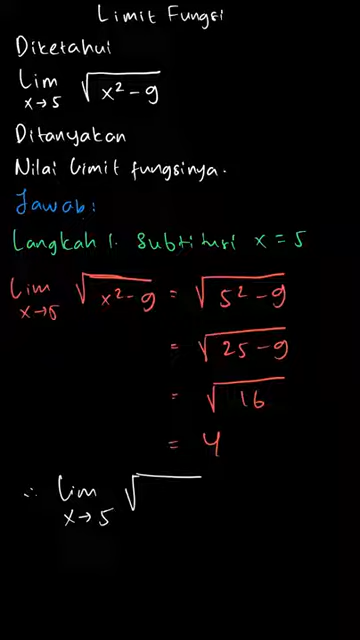 Limit Fungsi
Diketahui
Lim √(x² - 9)
x→5
Ditanyakan
Nilai limit fungsinya.
Jawab:
Langkah 1. Subtitusi x = 5
Lim √(x² - 9) = √(5² - 9)
x→5
= √(25 - 9)
= √16
= 4
∴ Lim √
x→5